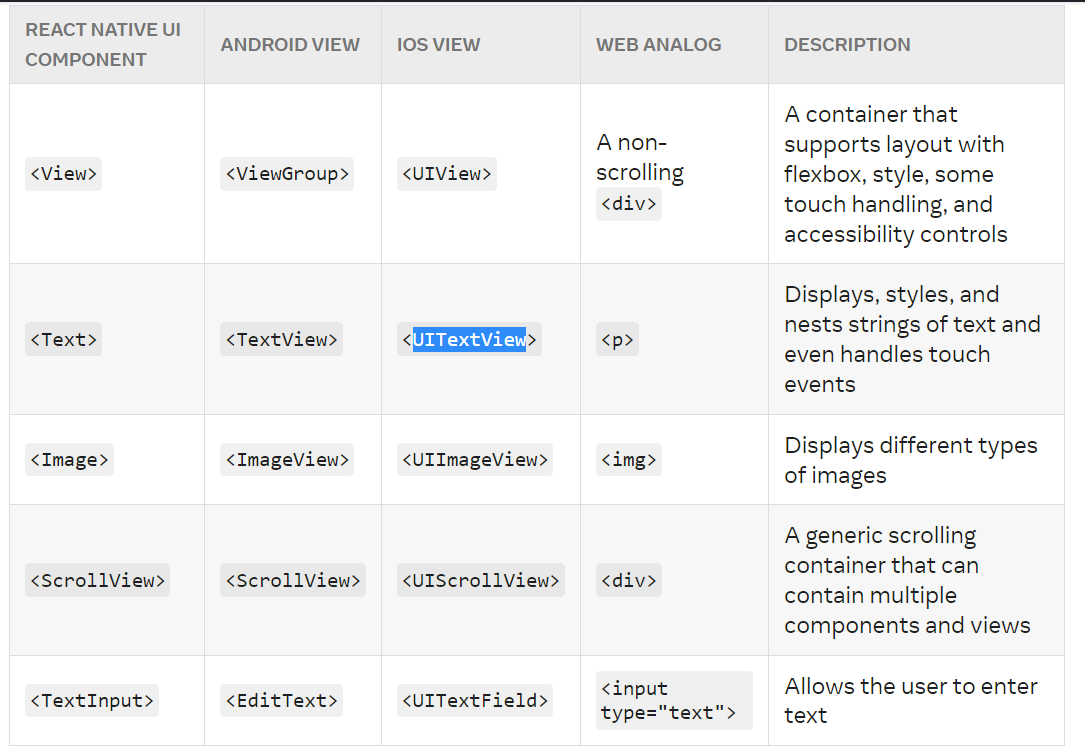 REACT NATIVE UI
COMPONENT
ANDROID VIEW
IOS VIEW
WEB ANALOG
DESCRIPTION
<View>
<ViewGroup>
<UIView>
A non-
scrolling
<div>
A container that
supports layout with
flexbox, style, some
touch handling, and
accessibility controls
<Text>
<TextView>
<UITextView>
<p>
Displays, styles, and
nests strings of text and
even handles touch
events
<Image>
<ImageView>
<UIImageView>
<img>
Displays different types
of images
<ScrollView>
<ScrollView>
<UIScrollView>
<div>
A generic scrolling
container that can
contain multiple
components and views
<TextInput>
<EditText>
<UITextField>
<input
type="text">
Allows the user to enter
text